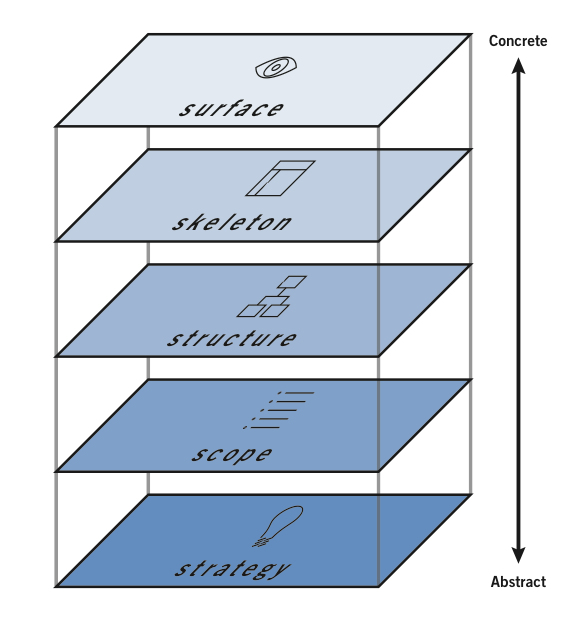 Concrete
surface
skeleton
structure
scope
strategy
Abstract